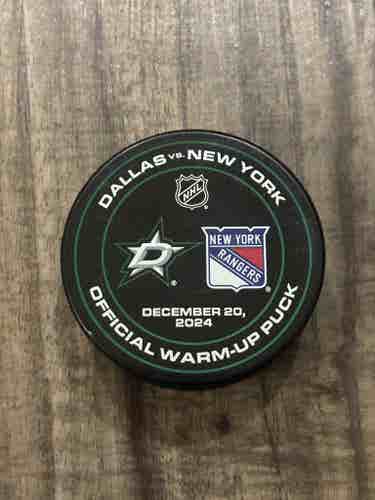 DALLAS VS. NEW YORK
NHL
D
NEW YORK
RANGERS
DECEMBER 20,
2024
OFFICIAL WARM-UP PUCK